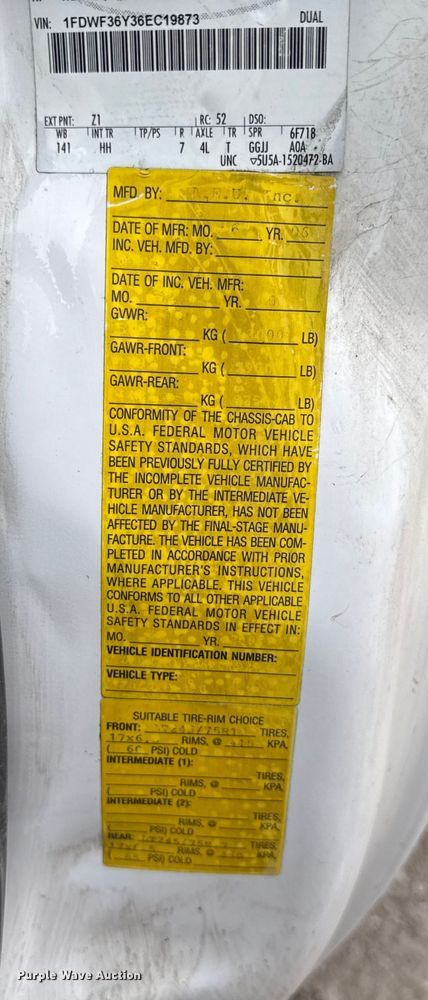 VIN: 1FDWF36Y36EC19873 DUAL
EXT PNT: Z1 RC: 52 DSO:
WB INT TR TP/PS R AXLE TR SPR 6F718
141 HH 7 4L T GGJJ A0A
UNC 5U5A-1520472-BA
MFD. BY: Inc.
DATE OF MFR: MO. 6 YR. 06
INC. VEH. MFD. BY:
DATE OF INC. VEH. MFR:
MO. YR.
GVWR:
KG ( LB)
GAWR-FRONT:
KG ( LB)
GAWR-REAR:
KG ( LB)
CONFORMITY OF THE CHASSIS-CAB TO
U.S.A. FEDERAL MOTOR VEHICLE
SAFETY STANDARDS, WHICH HAVE
BEEN PREVIOUSLY FULLY CERTIFIED BY
THE INCOMPLETE VEHICLE MANUFAC-
TURER OR BY THE INTERMEDIATE VE-
HICLE MANUFACTURER, HAS NOT BEEN
AFFECTED BY THE FINAL-STAGE MANU-
FACTURE. THE VEHICLE HAS BEEN COM-
PLETED IN ACCORDANCE WITH PRIOR
MANUFACTURER'S INSTRUCTIONS,
WHERE APPLICABLE. THIS VEHICLE
CONFORMS TO ALL OTHER APPLICABLE
U.S.A. FEDERAL MOTOR VEHICLE
SAFETY STANDARDS IN EFFECT IN:
MO. YR.
VEHICLE IDENTIFICATION NUMBER:
VEHICLE TYPE:
SUITABLE TIRE-RIM CHOICE
FRONT: TIRES,
RIMS, @ KPA,
( PSI) COLD
INTERMEDIATE (1):
TIRES,
RIMS, @ KPA,
( PSI) COLD
INTERMEDIATE (2):
TIRES,
RIMS, @ KPA,
( PSI) COLD
REAR: TIRES,
RIMS, @ KPA,
( PSI) COLD
Purple Wave Auction